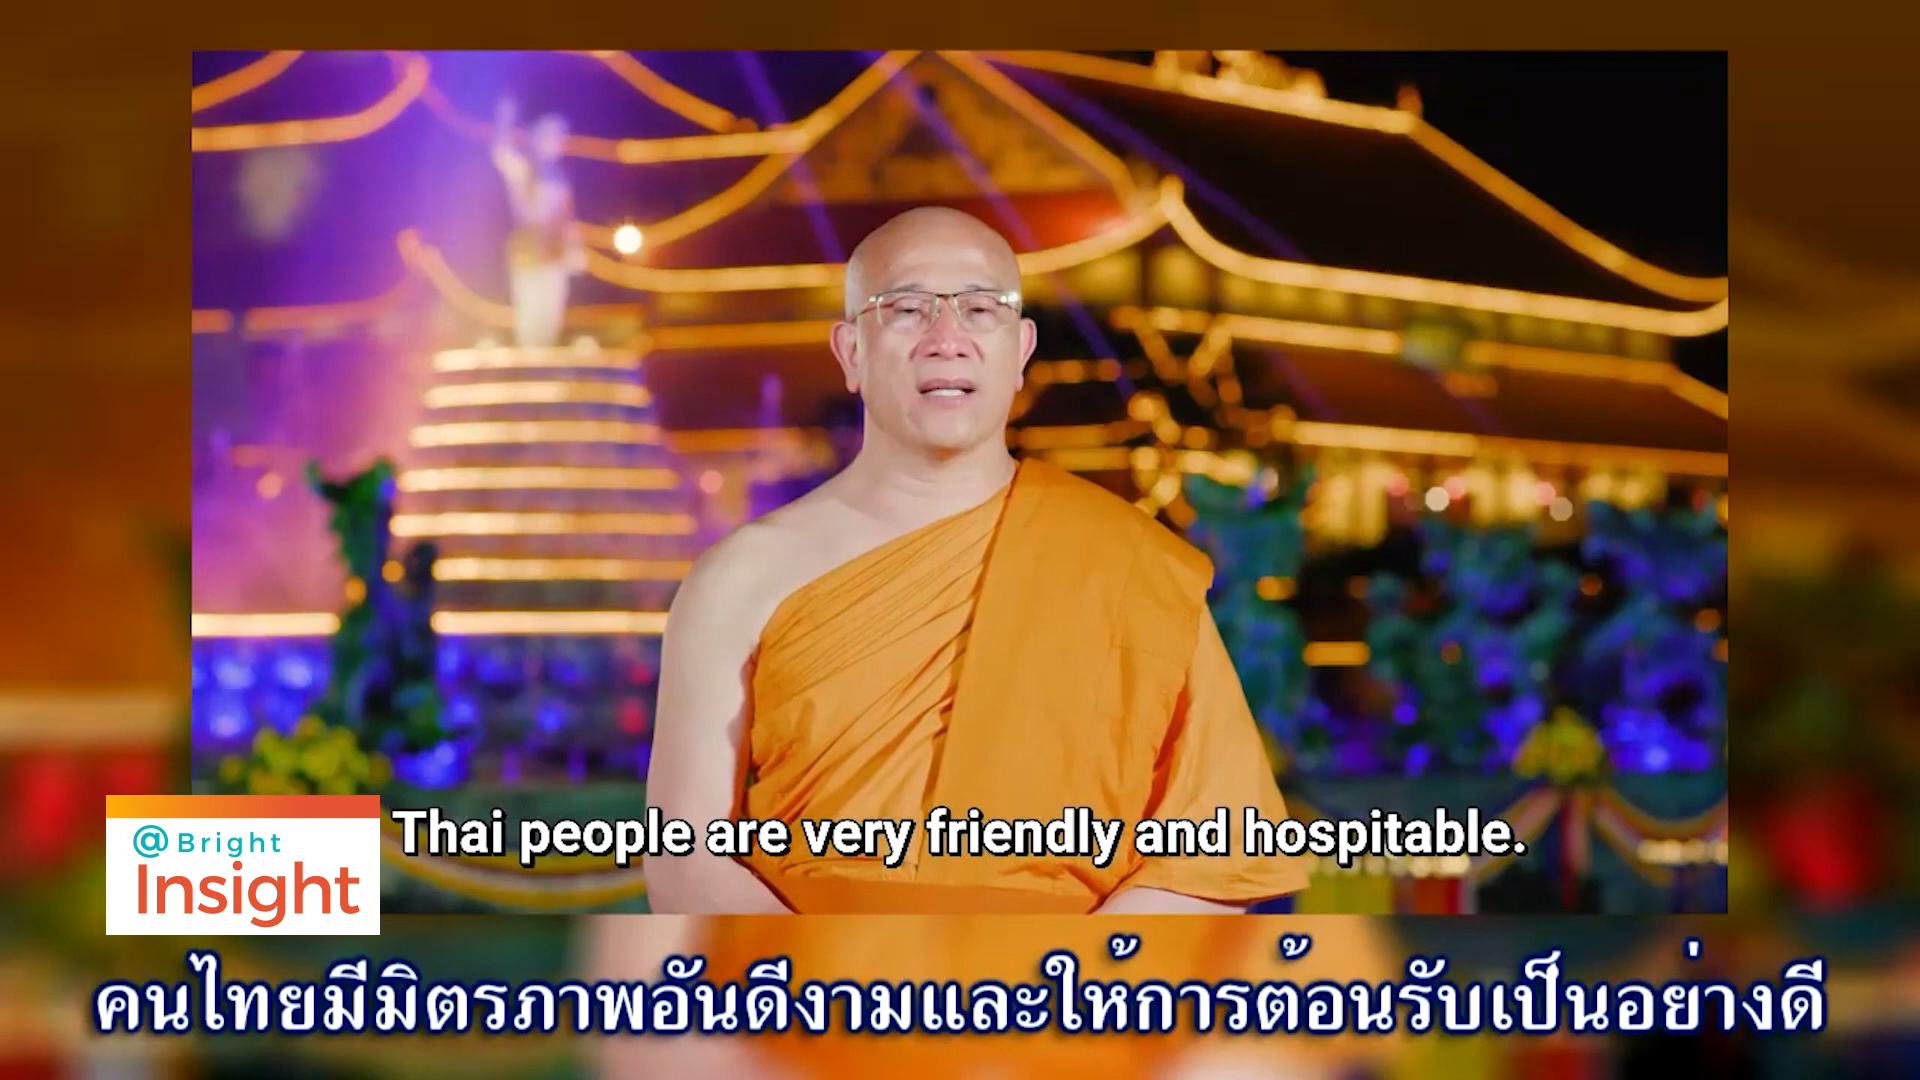 Thai people are very friendly and hospitable.
@Bright
Insight
คนไทยมีมิตรภาพอันดีงามและให้การต้อนรับเป็นอย่างดี